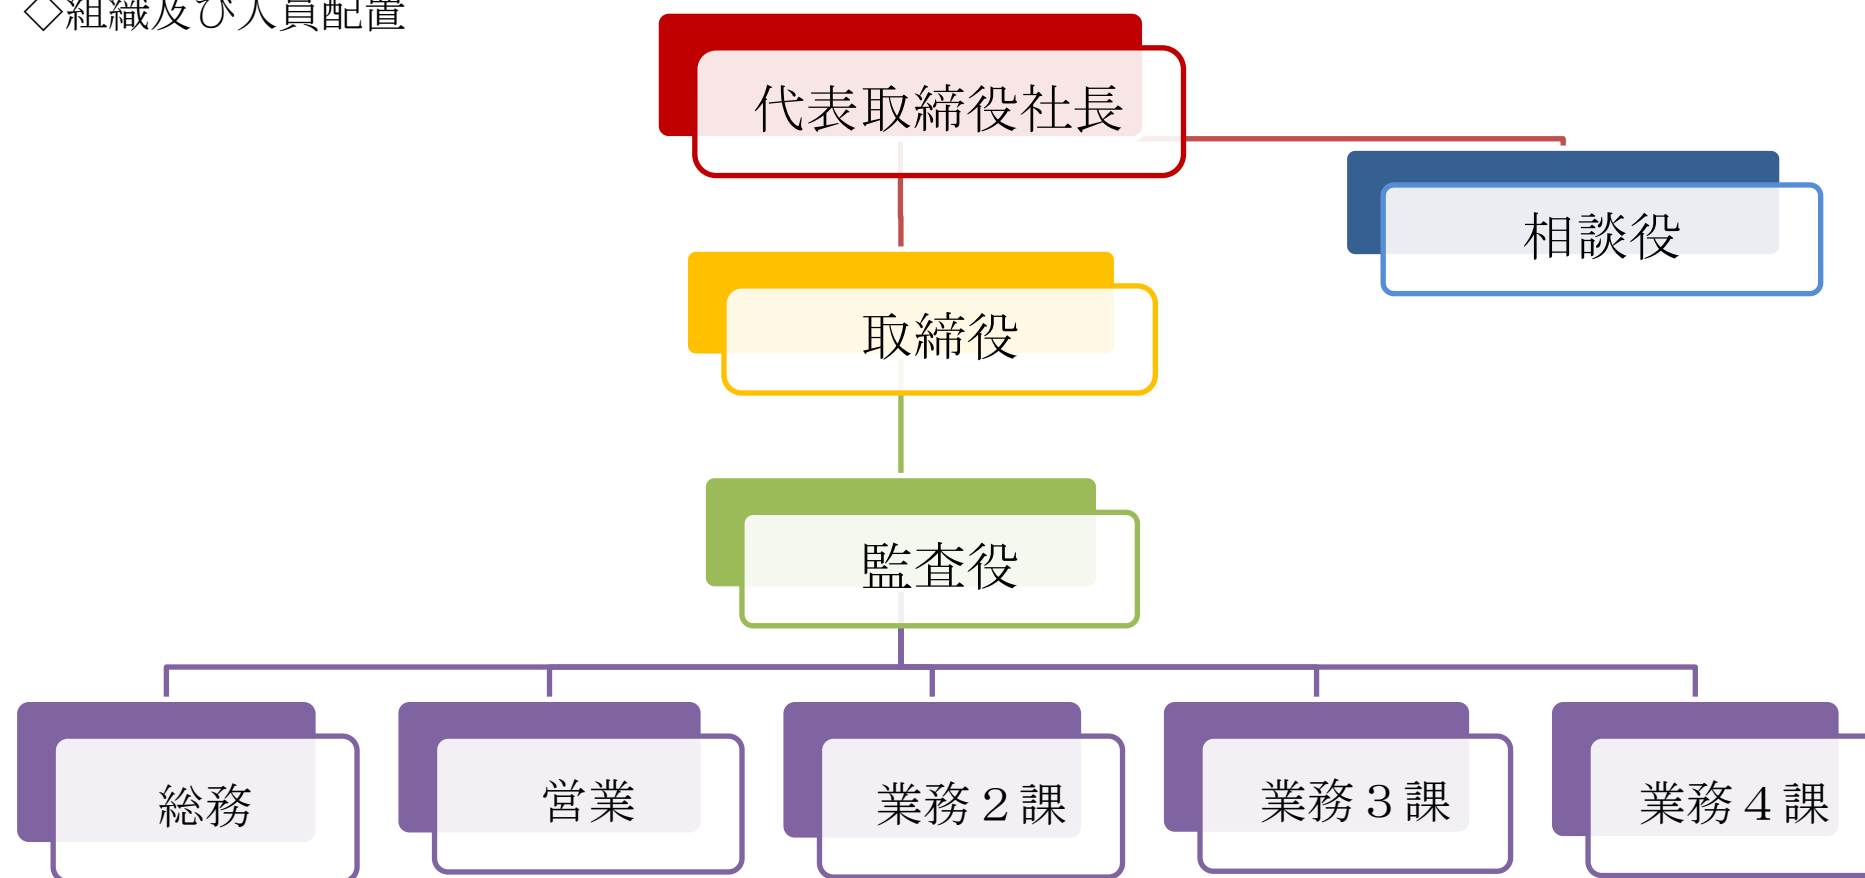 ◇組織及び人員配置
代表取締役社長
相談役
取締役
監査役
総務
営業
業務２課
業務３課
業務４課